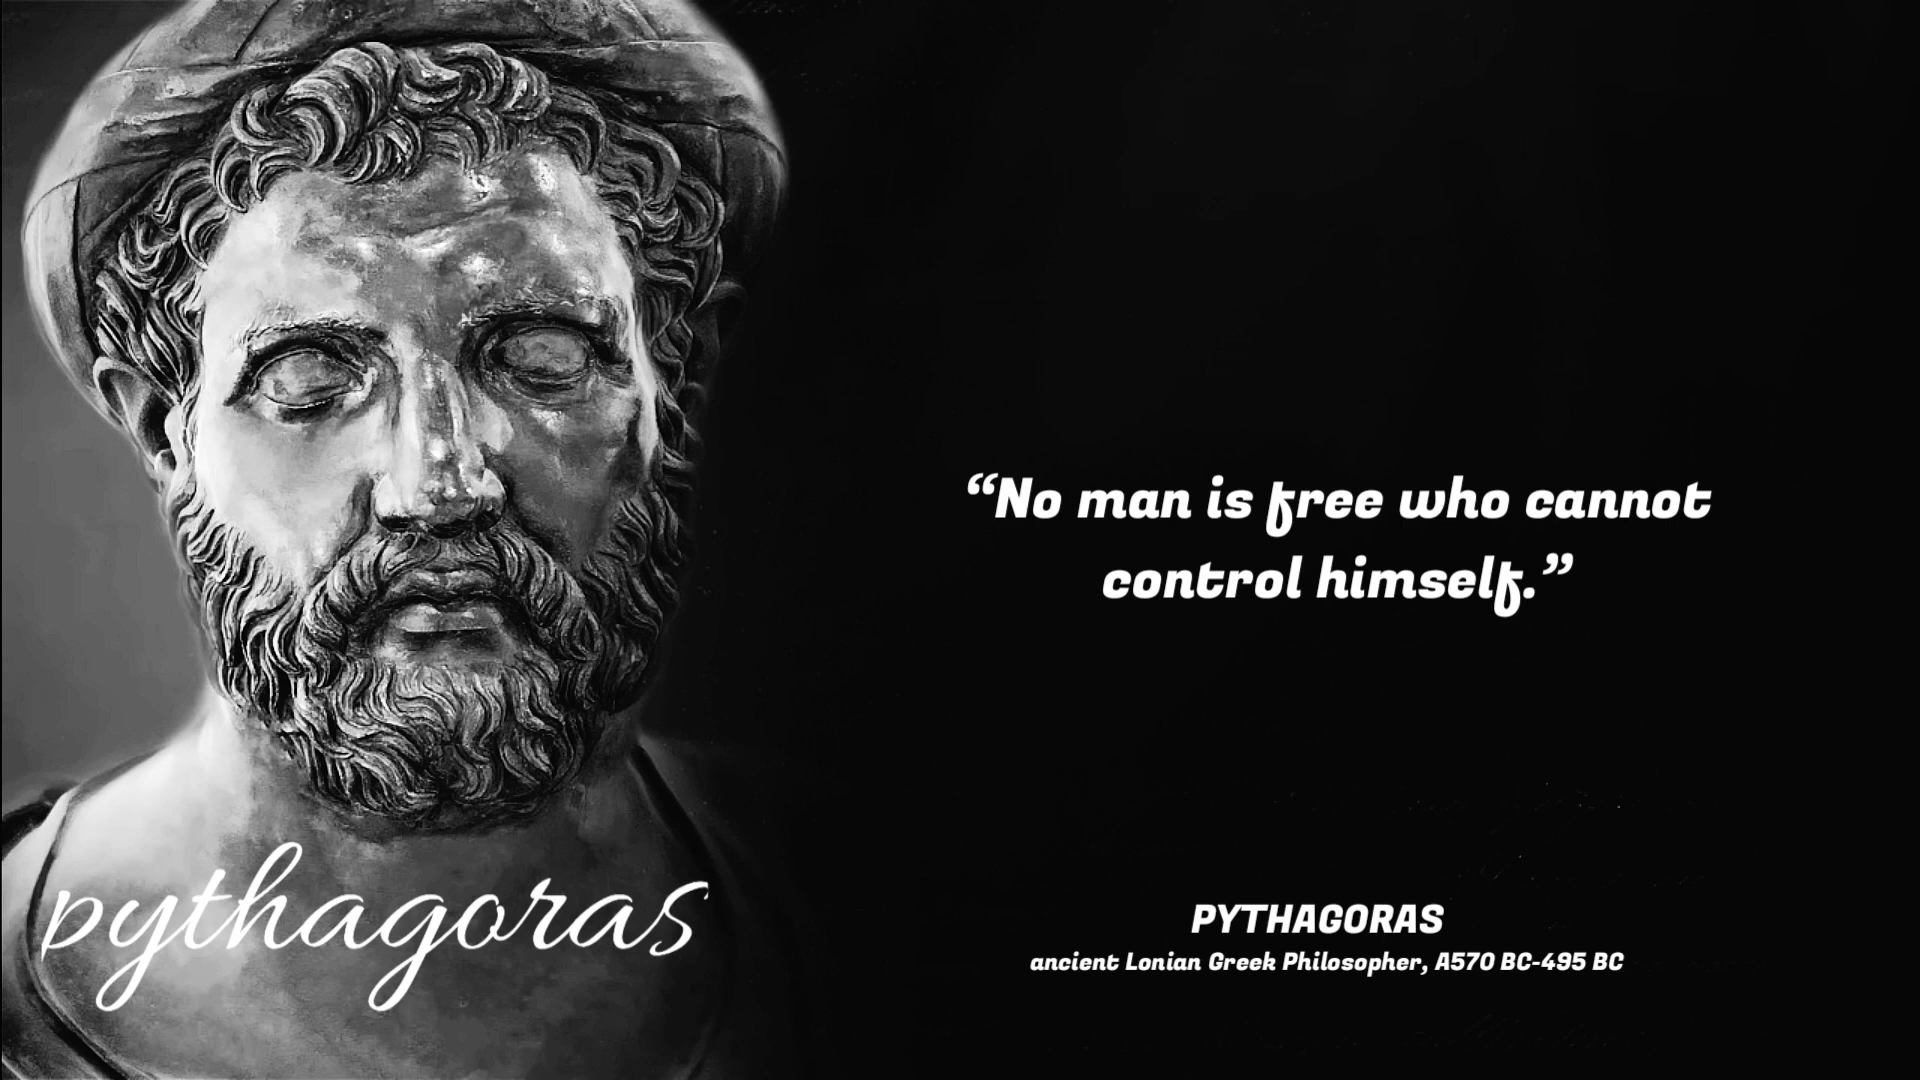 “No man is free who cannot
control himself.”
pythagoras
PYTHAGORAS
ancient Lonian Greek Philosopher, A570 BC-495 BC